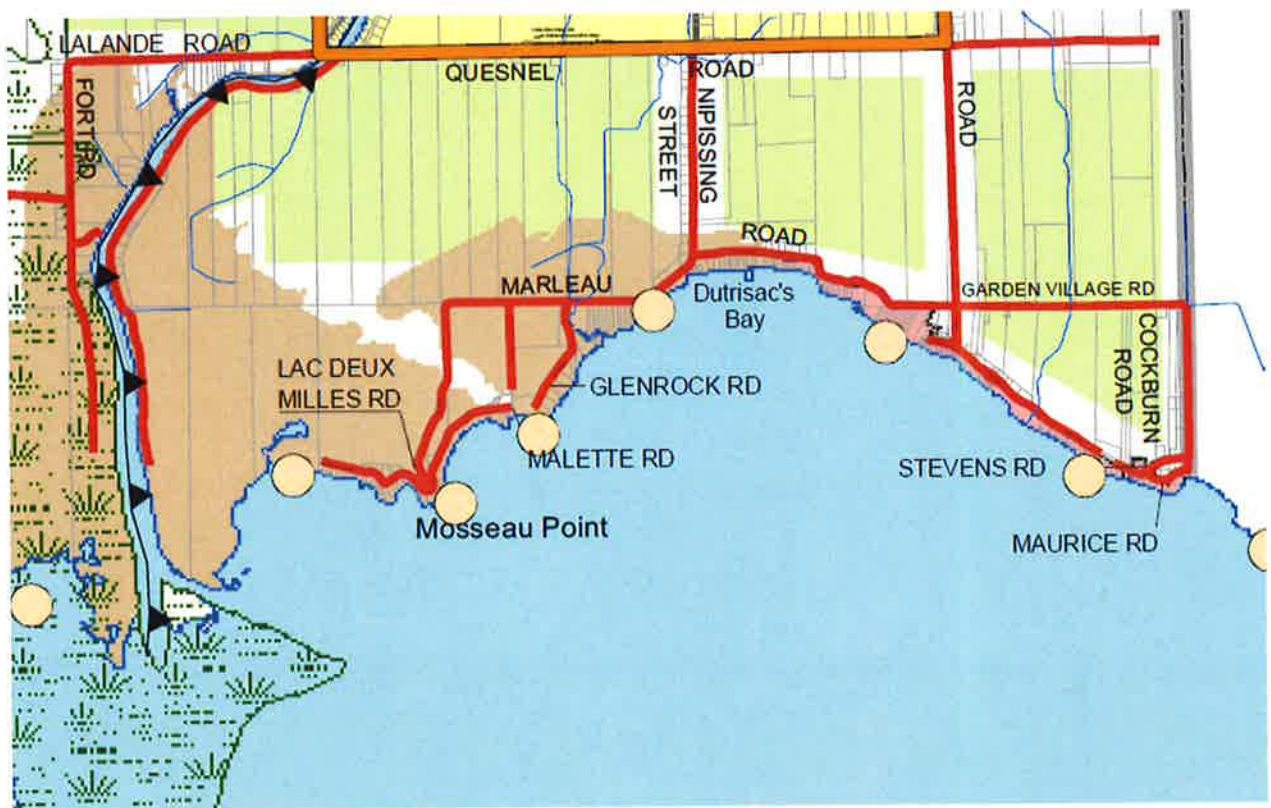 LALANDE ROAD
QUESNEL ROAD
FORT RD
NIPISSING
STREET
ROAD
ROAD
MARLEAU
Dutrisac's
Bay
GARDEN VILLAGE RD
COCKBURN
ROAD
LAC DEUX
MILLES RD
GLENROCK RD
MALETTE RD
STEVENS RD
Mosseau Point
MAURICE RD